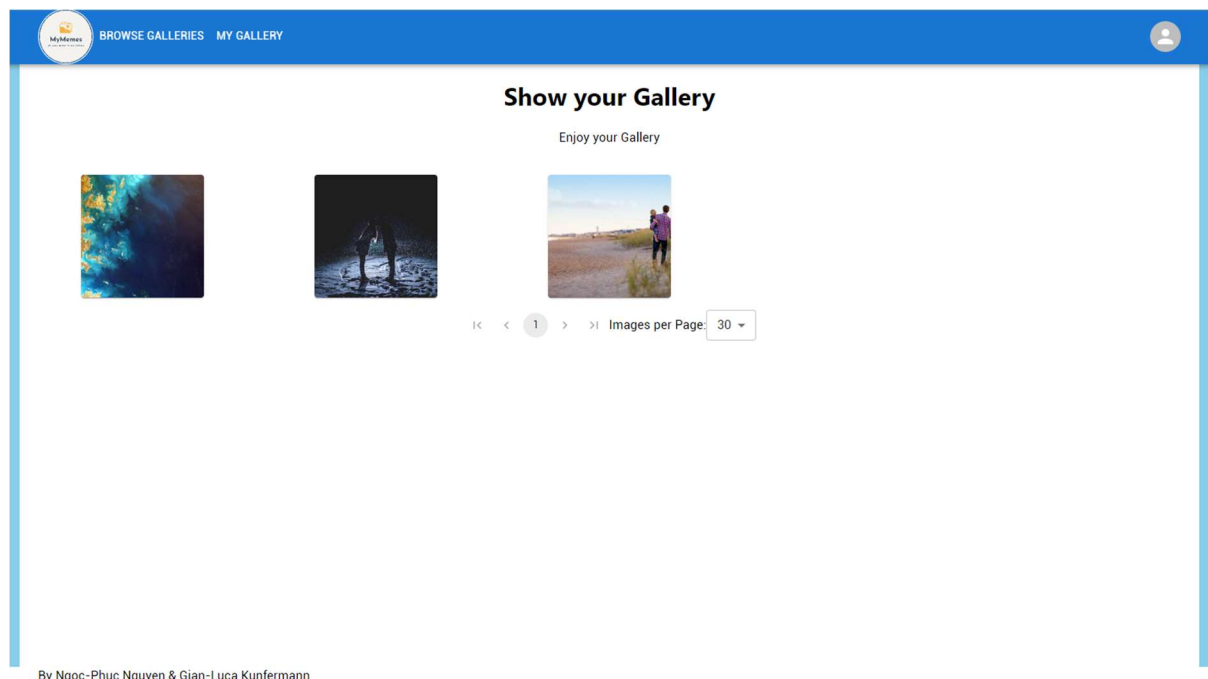 MyMemes
BROWSE GALLERIES MY GALLERY
Show your Gallery
Enjoy your Gallery
1
Images per Page: 30
By Ngoc-Phuc Nguyen & Gian-Luca Kunfermann